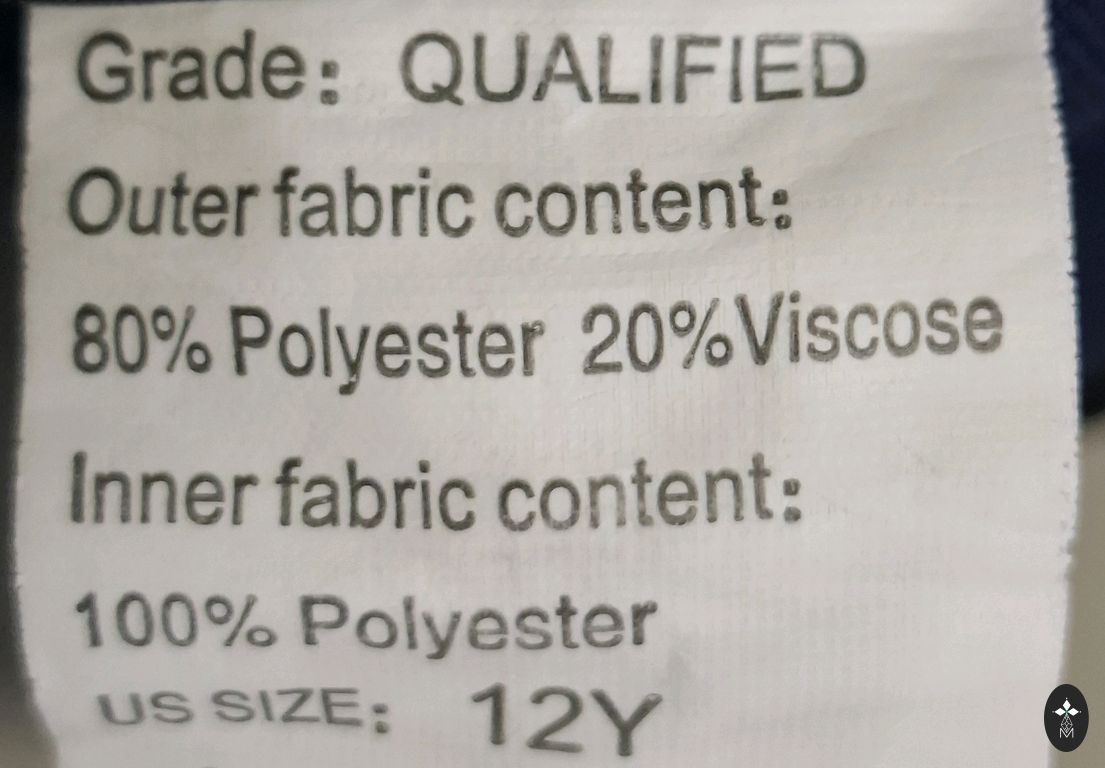 Grade: QUALIFIED
Outer fabric content:
80% Polyester 20%Viscose
Inner fabric content:
100% Polyester
US SIZE: 12Y